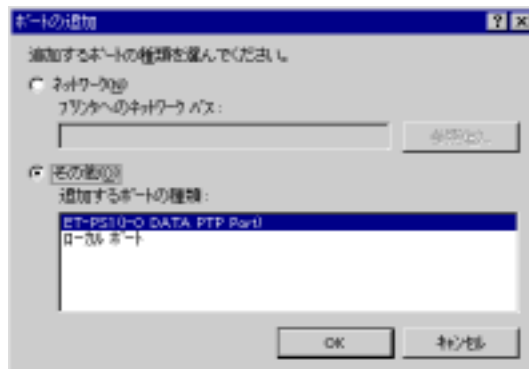 ポートの追加
追加するポートの種類を選んでください。
ネットワーク(N)
プリンタへのネットワーク パス:
参照(B)...
その他(O)
追加するポートの種類:
ET-PS1(I-O DATA PTP Port)
ローカル ポート
OK
キャンセル